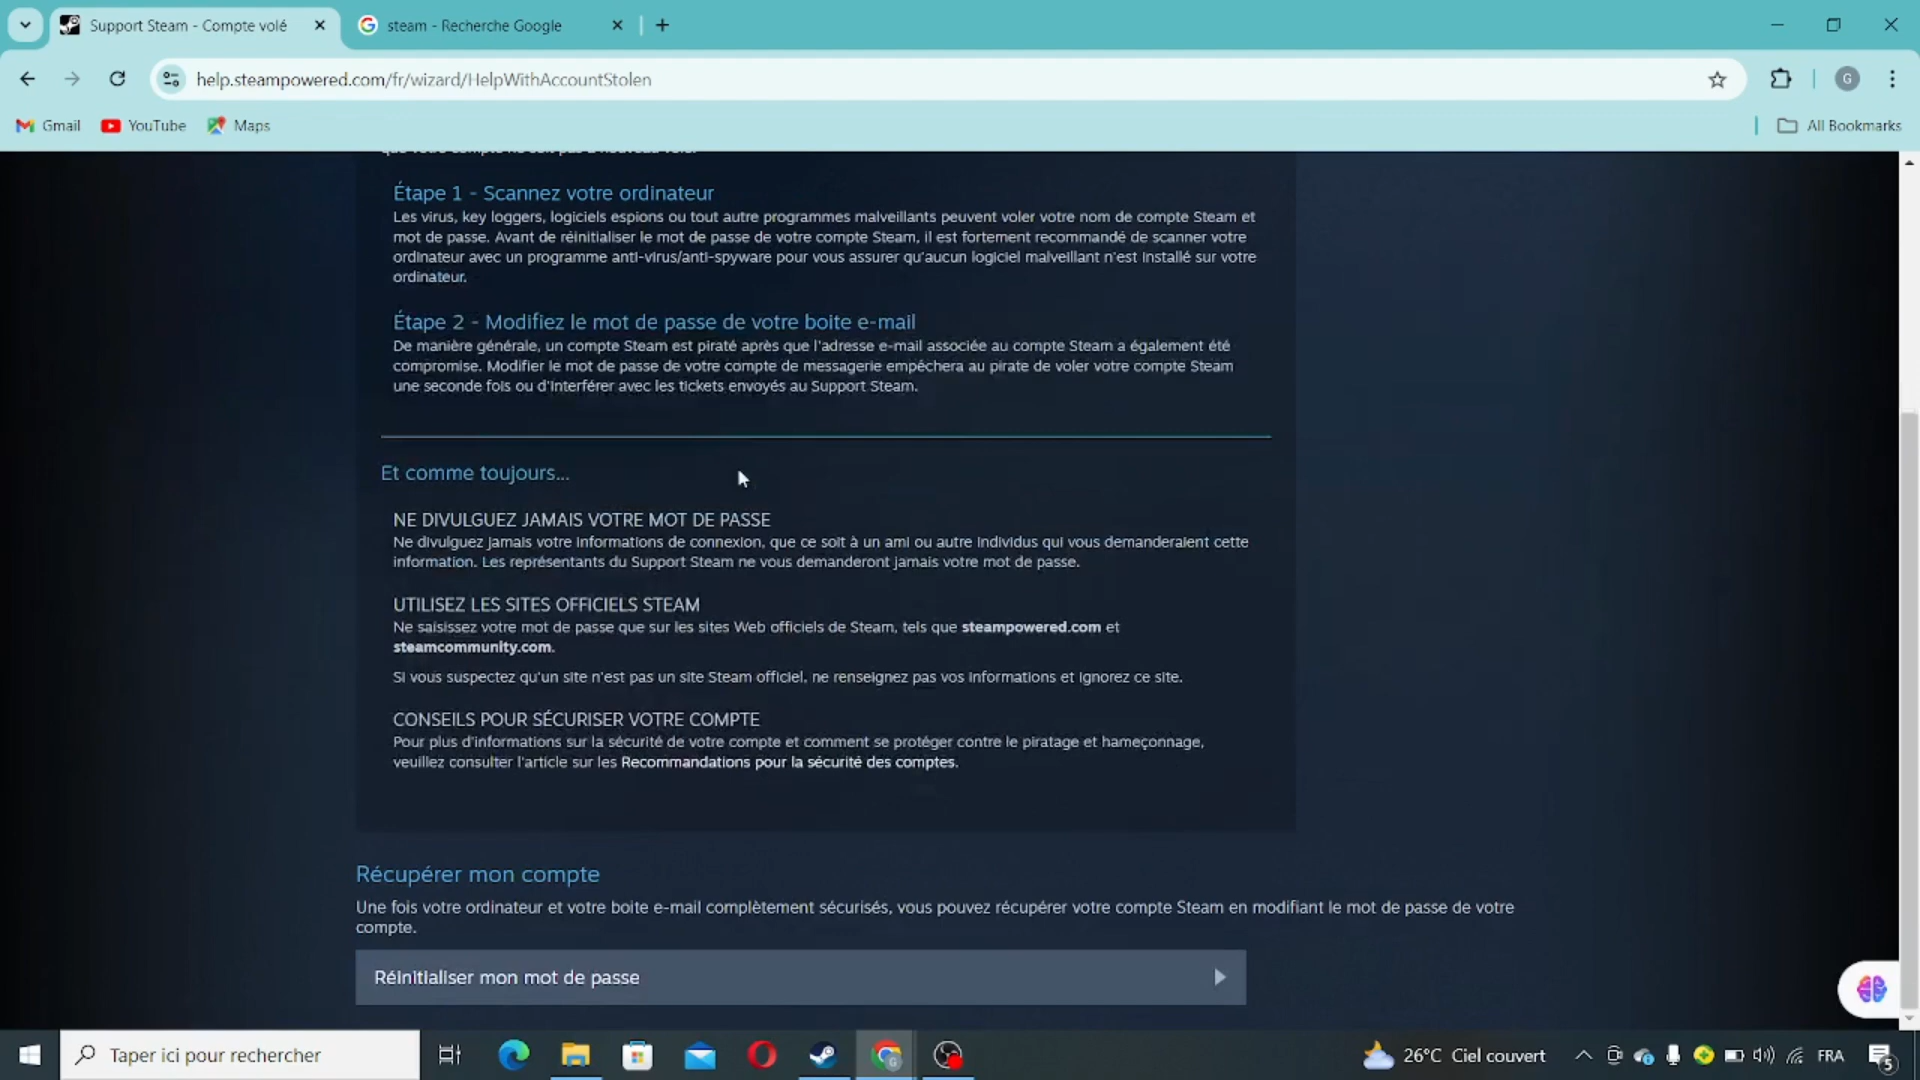 Support Steam - Compte volé
steam - Recherche Google
help.steampowered.com/fr/wizard/HelpWithAccountStolen
G
Gmail
YouTube
Maps
All Bookmarks
que votre compte ne soit pas à nouveau volé.
Étape 1 - Scannez votre ordinateur
Les virus, key loggers, logiciels espions ou tout autre programmes malveillants peuvent voler votre nom de compte Steam et
mot de passe. Avant de réinitialiser le mot de passe de votre compte Steam, il est fortement recommandé de scanner votre
ordinateur avec un programme anti-virus/anti-spyware pour vous assurer qu'aucun logiciel malveillant n'est installé sur votre
ordinateur.
Étape 2 - Modifiez le mot de passe de votre boite e-mail
De manière générale, un compte Steam est piraté après que l'adresse e-mail associée au compte Steam a également été
compromise. Modifier le mot de passe de votre compte de messagerie empêchera au pirate de voler votre compte Steam
une seconde fois ou d'interférer avec les tickets envoyés au Support Steam.
Et comme toujours...
NE DIVULGUEZ JAMAIS VOTRE MOT DE PASSE
Ne divulguez jamais votre informations de connexion, que ce soit à un ami ou autre individus qui vous demanderaient cette
information. Les représentants du Support Steam ne vous demanderont jamais votre mot de passe.
UTILISEZ LES SITES OFFICIELS STEAM
Ne saisissez votre mot de passe que sur les sites Web officiels de Steam, tels que steampowered.com et
steamcommunity.com.
Si vous suspectez qu'un site n'est pas un site Steam officiel, ne renseignez pas vos informations et ignorez ce site.
CONSEILS POUR SÉCURISER VOTRE COMPTE
Pour plus d'informations sur la sécurité de votre compte et comment se protéger contre le piratage et hameçonnage,
veuillez consulter l'article sur les Recommandations pour la sécurité des comptes.
Récupérer mon compte
Une fois votre ordinateur et votre boite e-mail complètement sécurisés, vous pouvez récupérer votre compte Steam en modifiant le mot de passe de votre
compte.
Réinitialiser mon mot de passe
Taper ici pour rechercher
26°C Ciel couvert
FRA
5